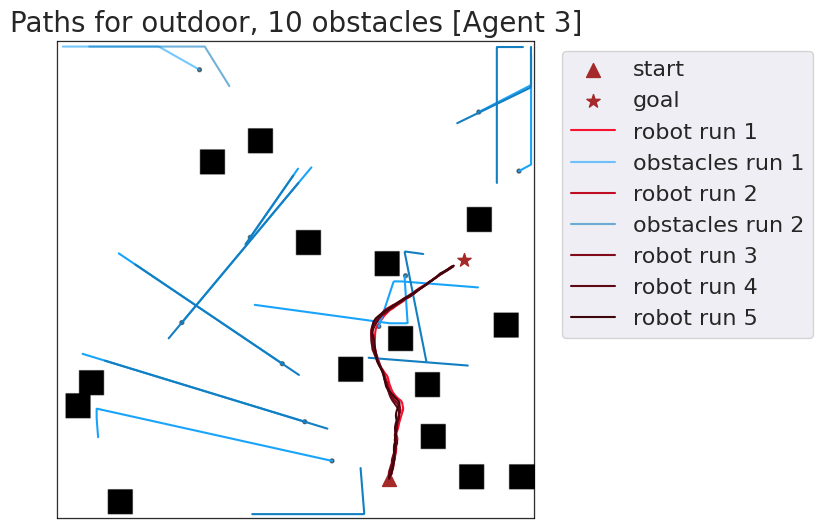 Paths for outdoor, 10 obstacles [Agent 3]
start
goal
robot run 1
obstacles run 1
robot run 2
obstacles run 2
robot run 3
robot run 4
robot run 5